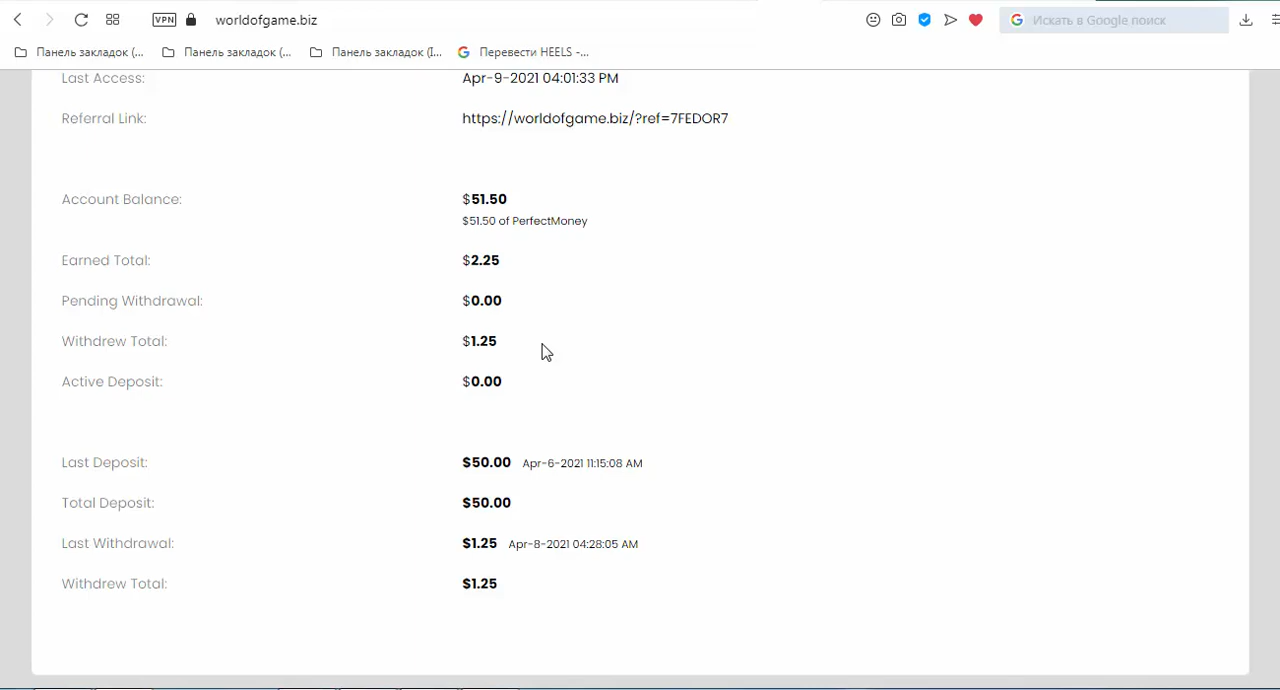 VPN worldofgame.biz Искать в Google поиск
Панель закладок (... Панель закладок (... Панель закладок (I... Перевести HEELS -...
Last Access: Apr-9-2021 04:01:33 PM
Referral Link: https://worldofgame.biz/?ref=7FEDOR7
Account Balance: $51.50
$51.50 of PerfectMoney
Earned Total: $2.25
Pending Withdrawal: $0.00
Withdrew Total: $1.25
Active Deposit: $0.00
Last Deposit: $50.00 Apr-6-2021 11:15:08 AM
Total Deposit: $50.00
Last Withdrawal: $1.25 Apr-8-2021 04:28:05 AM
Withdrew Total: $1.25